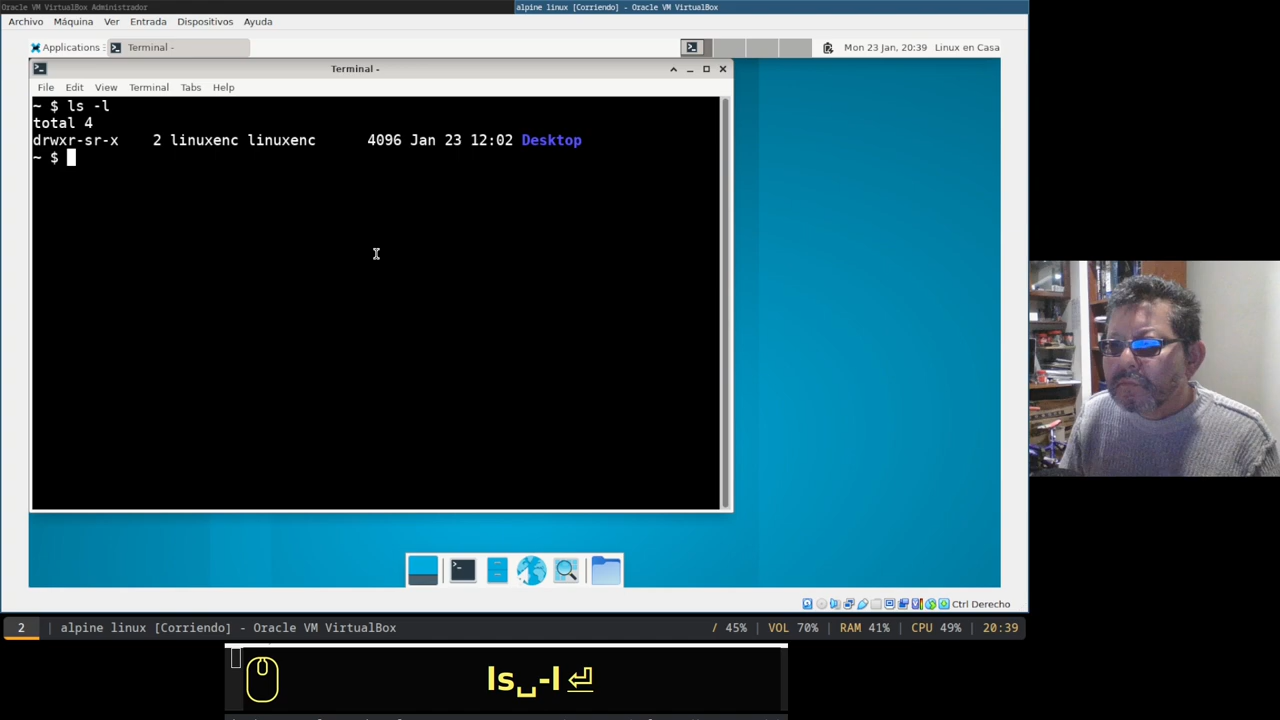 Oracle VM VirtualBox Administrador
alpine linux [Corriendo] - Oracle VM VirtualBox
Archivo Máquina Ver Entrada Dispositivos Ayuda
Applications Terminal -
Mon 23 Jan, 20:39 Linux en Casa
Terminal -
File Edit View Terminal Tabs Help
~ $ ls -l
total 4
drwxr-sr-x 2 linuxenc linuxenc 4096 Jan 23 12:02 Desktop
~ $
Ctrl Derecho
2 alpine linux [Corriendo] - Oracle VM VirtualBox / 45% | VOL 70% | RAM 41% | CPU 49% | 20:39
ls␣-l⏎